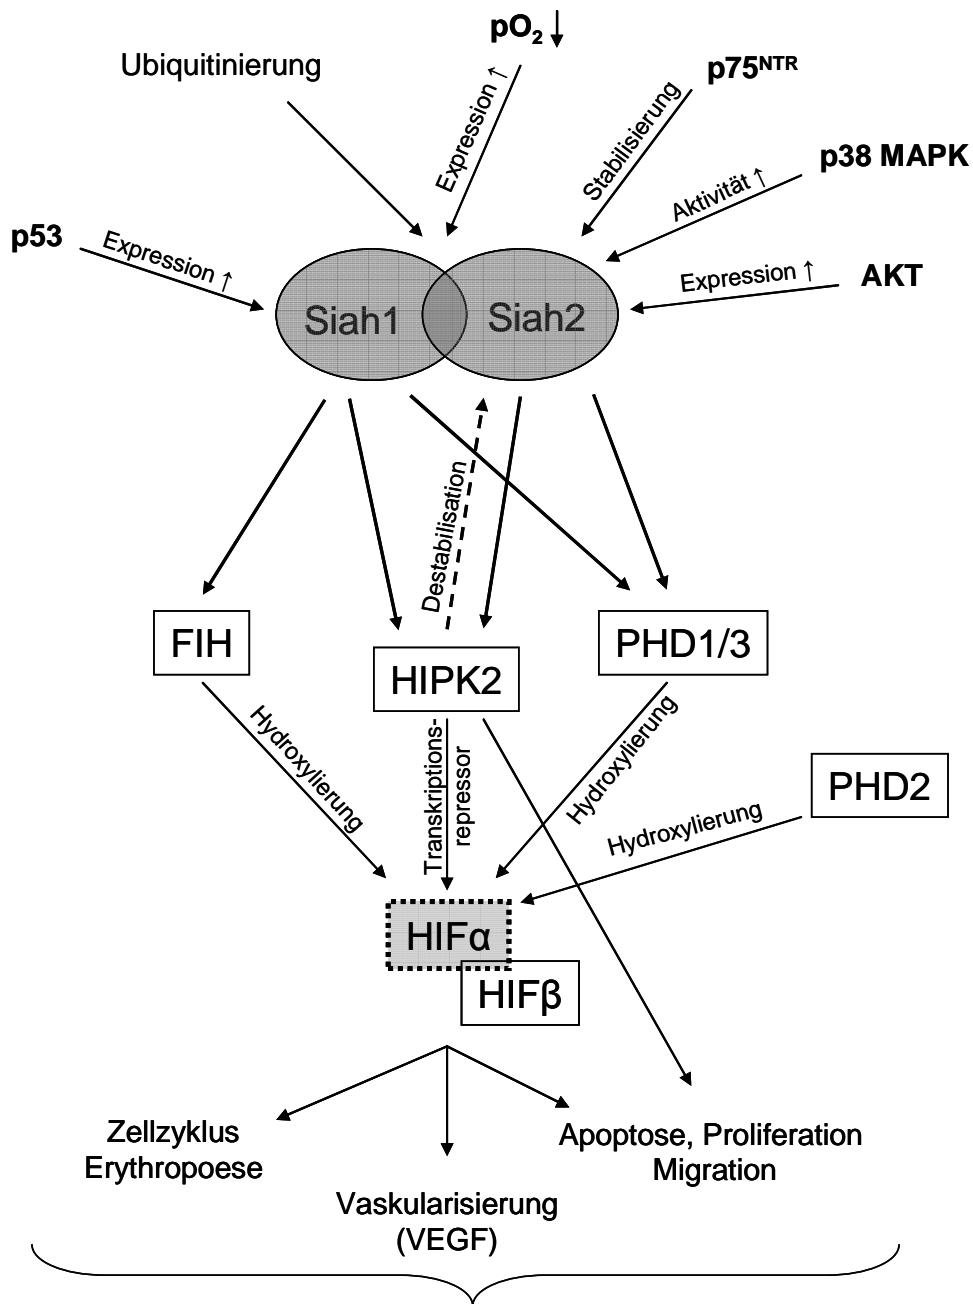 pO₂ ↓
Ubiquitinierung
p75NTR
Expression ↑
Stabilisierung
p38 MAPK
Aktivität ↑
p53
Expression ↑
Expression ↑
AKT
Siah1
Siah2
Destabilisation
FIH
HIPK2
PHD1/3
Hydroxylierung
Transkriptions-
repressor
Hydroxylierung
PHD2
Hydroxylierung
HIFα
HIFβ
Zellzyklus
Erythropoese
Apoptose, Proliferation
Migration
Vaskularisierung
(VEGF)